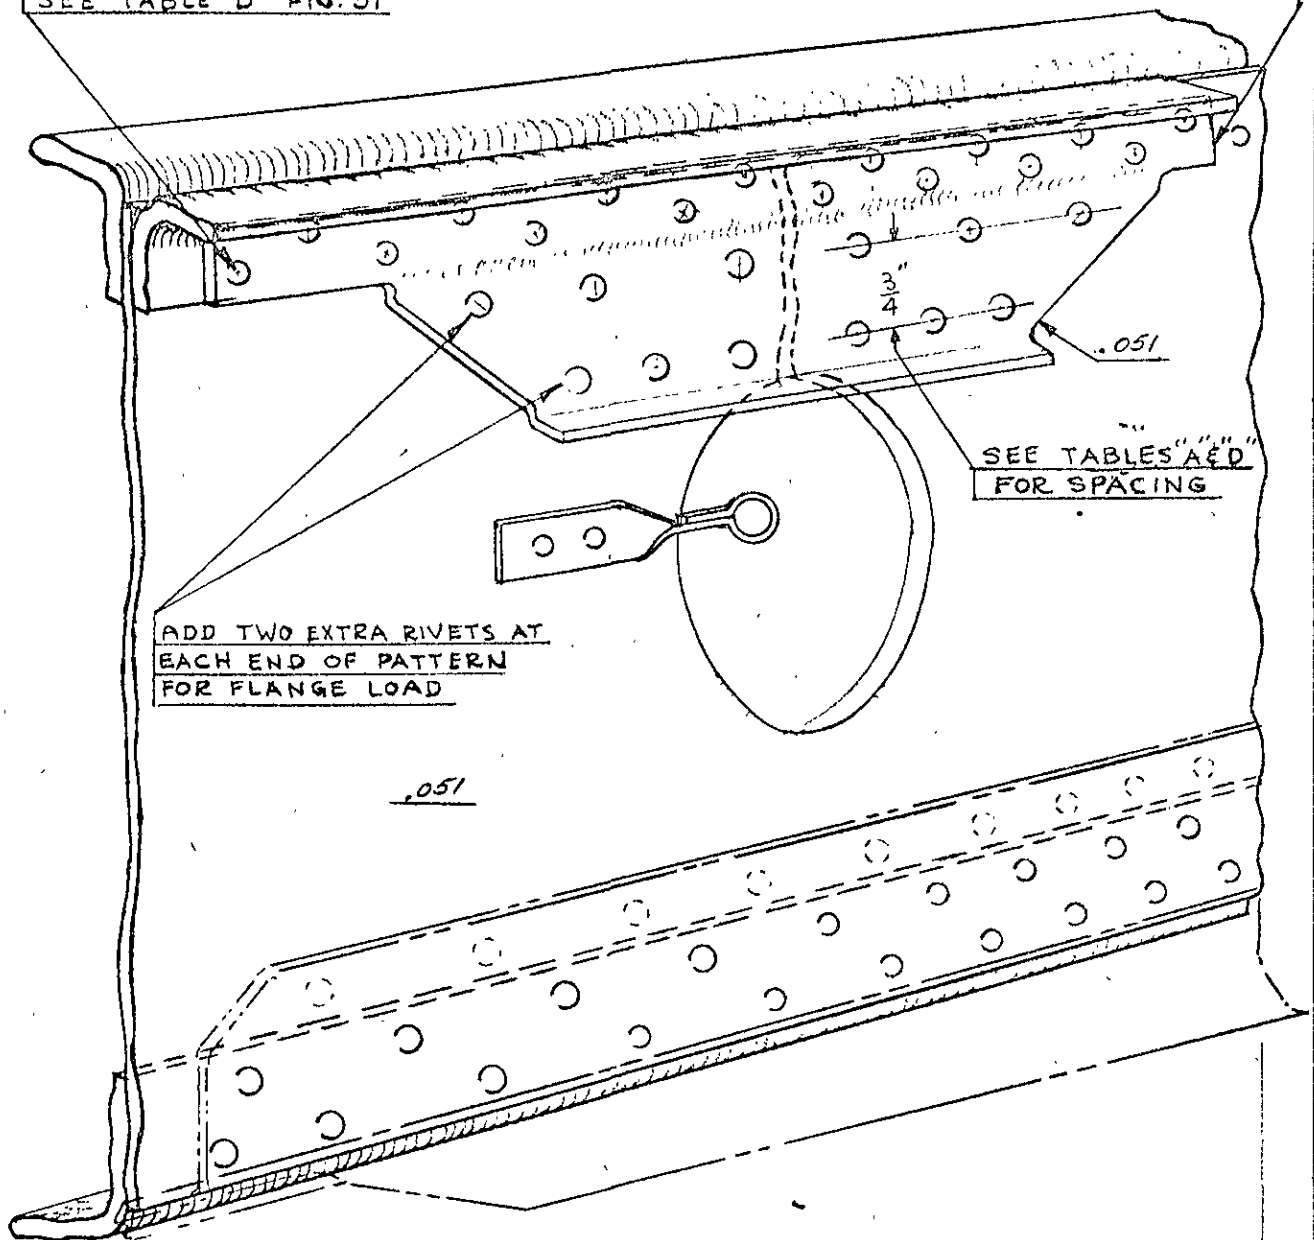 SEE TABLE "D" FIG. 51
3"
4
.051
SEE TABLES "A" & "D"
FOR SPACING
ADD TWO EXTRA RIVETS AT
EACH END OF PATTERN
FOR FLANGE LOAD
.051